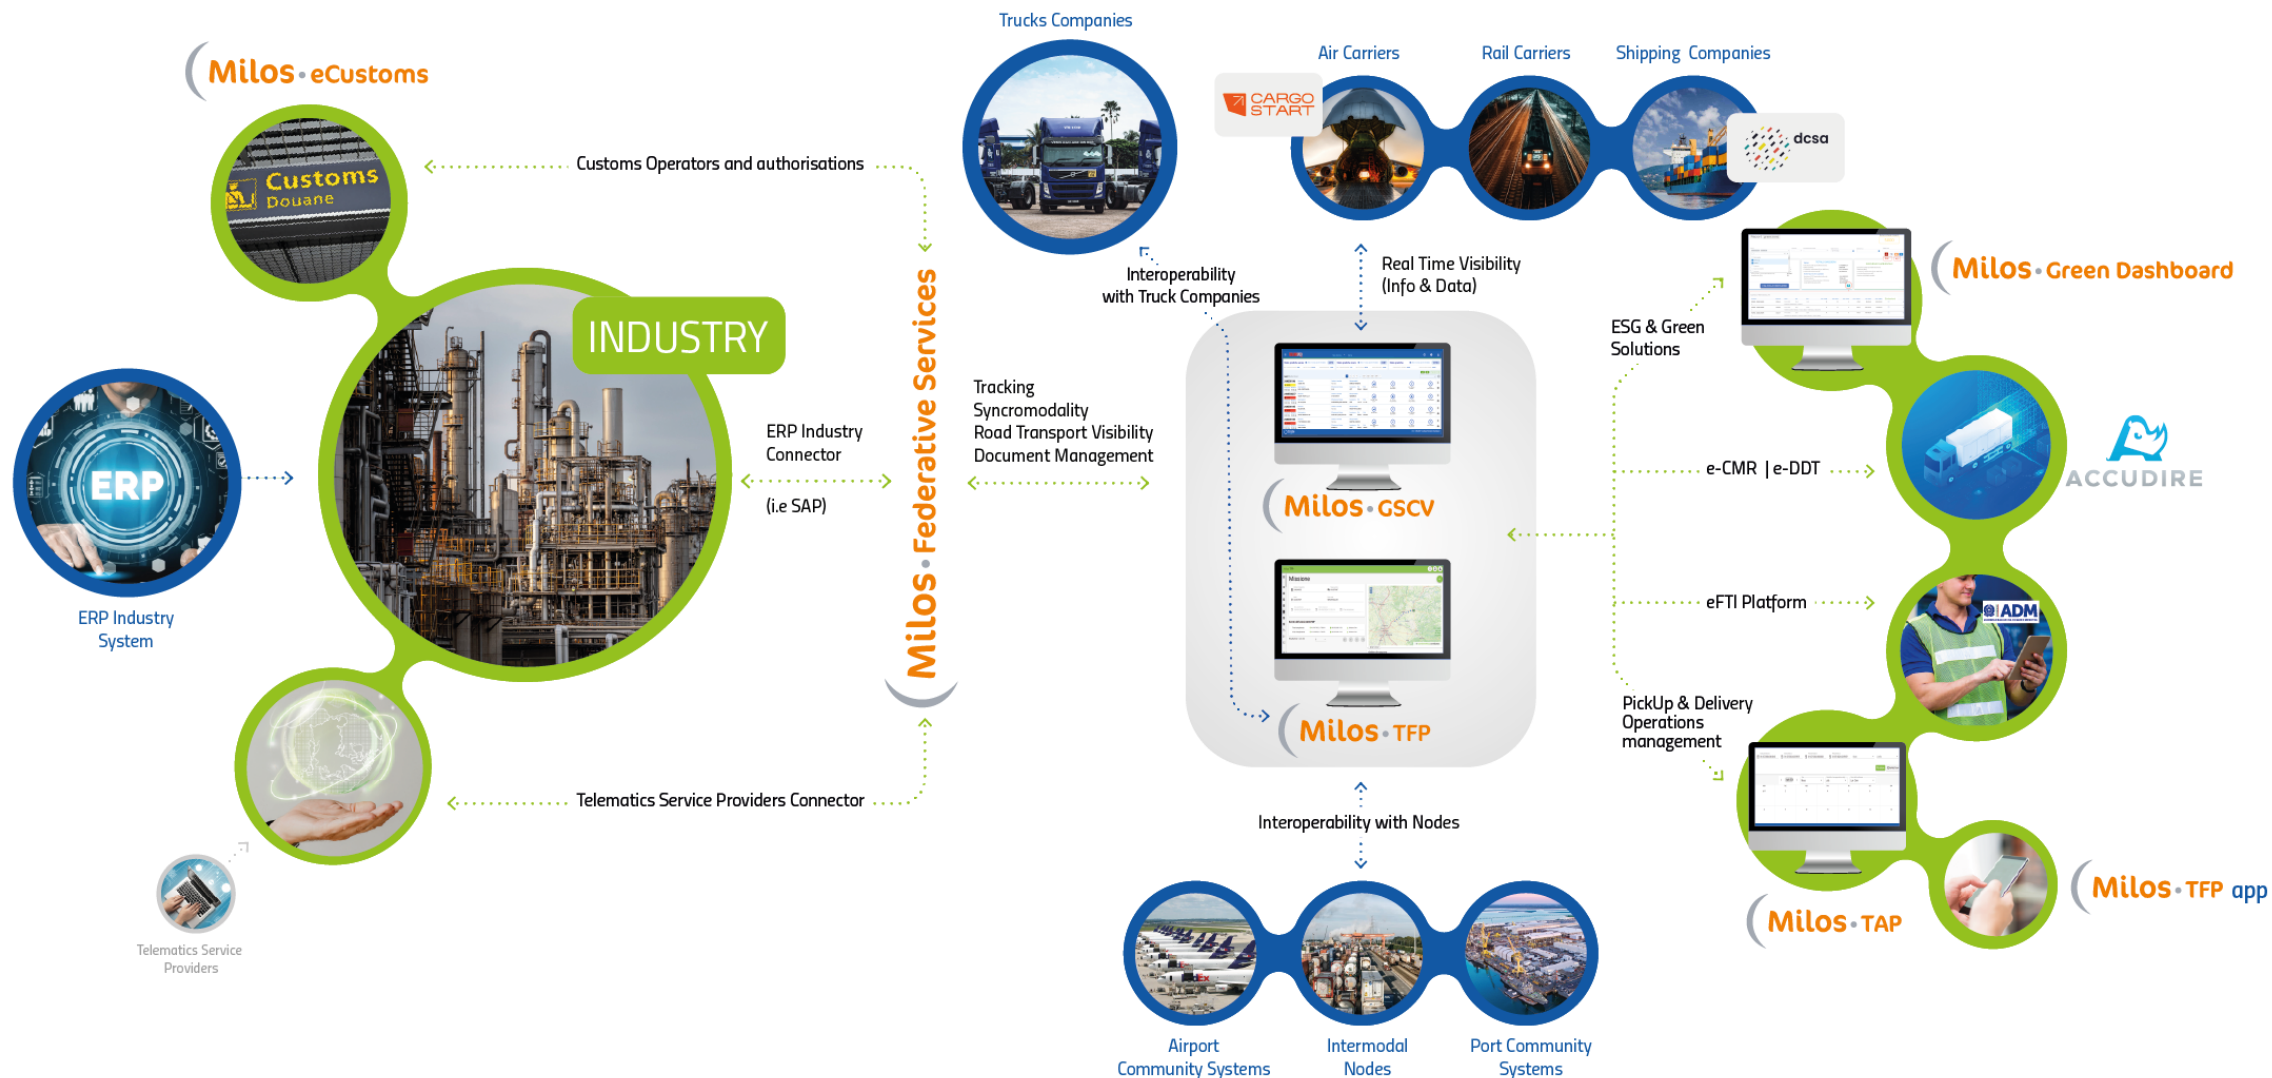 Trucks Companies
Air Carriers
Rail Carriers
Shipping Companies
Milos • eCustoms
CARGO
START
dcsa
Customs
Douane
Customs Operators and authorisations
INDUSTRY
ERP
ERP Industry
System
ERP Industry
Connector
(i.e SAP)
Milos • Federative Services
Telematics Service Providers Connector
Telematics Service
Providers
Tracking
Syncromodality
Road Transport Visibility
Document Management
Interoperability
with Truck Companies
Real Time Visibility
(Info & Data)
Milos • GSCV
Missione
Milos • TFP
Interoperability with Nodes
Airport
Community Systems
Intermodal
Nodes
Port Community
Systems
ESG & Green
Solutions
Milos • Green Dashboard
e-CMR | e-DDT
ACCUDIRE
eFTI Platform
ADM
PickUp & Delivery
Operations
management
Milos • TAP
Milos • TFP app